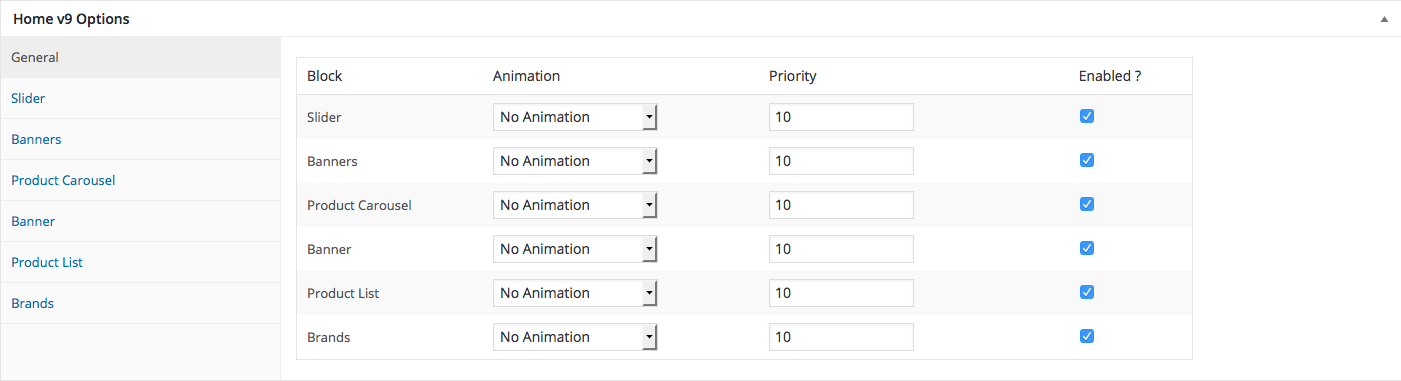 Home v9 Options
General
Slider
Banners
Product Carousel
Banner
Product List
Brands
Block Animation Priority Enabled ?
Slider No Animation 10
Banners No Animation 10
Product Carousel No Animation 10
Banner No Animation 10
Product List No Animation 10
Brands No Animation 10